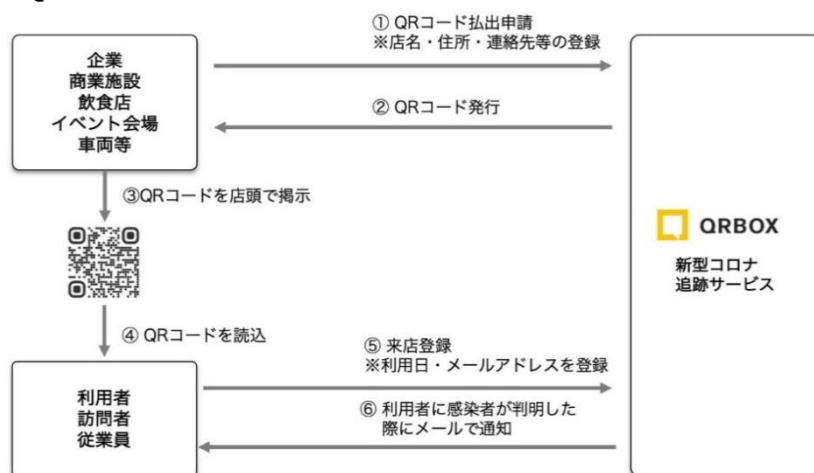 ① QRコード払出申請
※店名・住所・連絡先等の登録
企業
商業施設
飲食店
イベント会場
車両等
② QRコード発行
③QRコードを店頭で掲示
QRBOX
新型コロナ
追跡サービス
④ QRコードを読込
⑤ 来店登録
※利用日・メールアドレスを登録
利用者
訪問者
従業員
⑥ 利用者に感染者が判明した
際にメールで通知